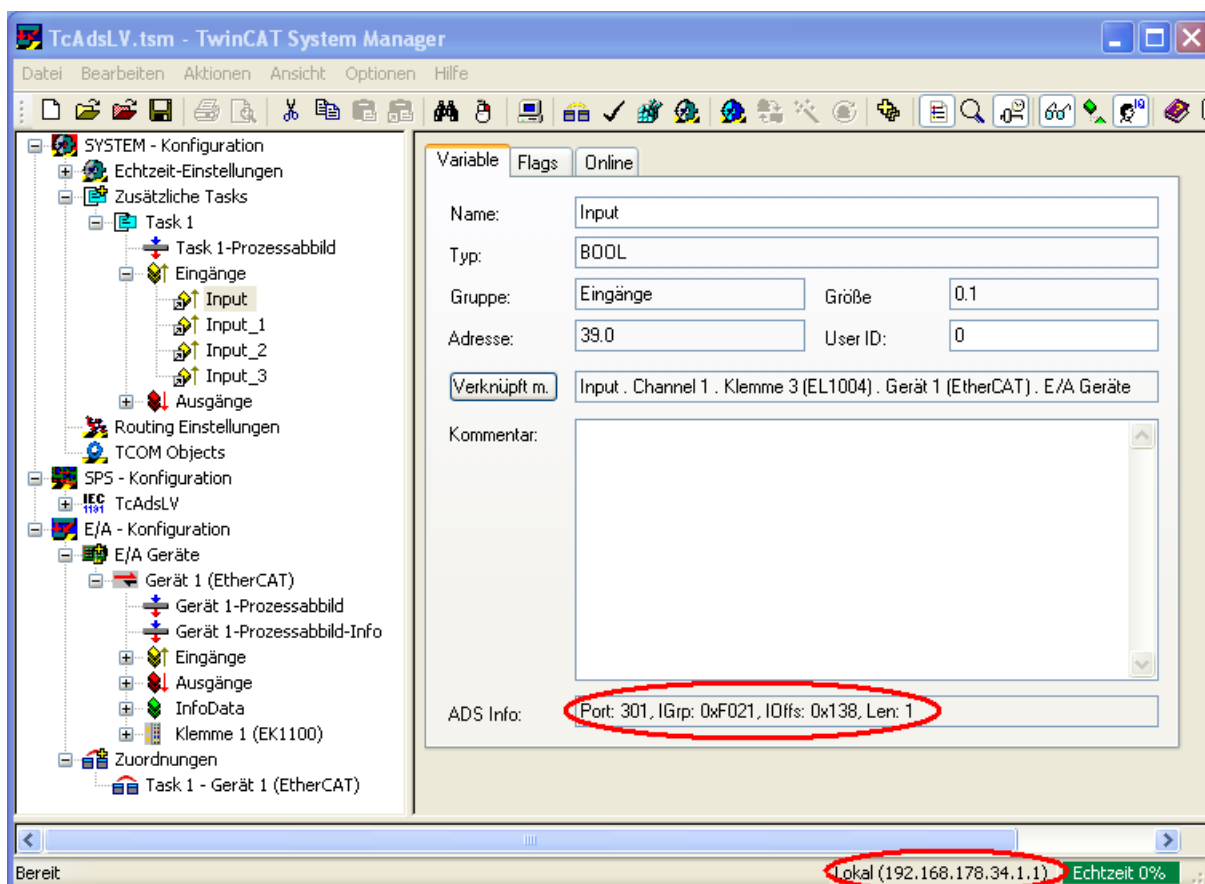 TcAdsLV.tsm - TwinCAT System Manager
Datei Bearbeiten Aktionen Ansicht Optionen Hilfe
SYSTEM - Konfiguration
Echtzeit-Einstellungen
Zusätzliche Tasks
Task 1
Task 1-Prozessabbild
Eingänge
Input
Input_1
Input_2
Input_3
Ausgänge
Routing Einstellungen
TCOM Objects
SPS - Konfiguration
IEC
1131
TcAdsLV
E/A - Konfiguration
E/A Geräte
Gerät 1 (EtherCAT)
Gerät 1-Prozessabbild
Gerät 1-Prozessabbild-Info
Eingänge
Ausgänge
InfoData
Klemme 1 (EK1100)
Zuordnungen
Task 1 - Gerät 1 (EtherCAT)
Variable Flags Online
Name: Input
Typ: BOOL
Gruppe: Eingänge Größe 0.1
Adresse: 39.0 User ID: 0
Verknüpft m. Input . Channel 1 . Klemme 3 (EL1004) . Gerät 1 (EtherCAT) . E/A Geräte
Kommentar:
ADS Info: Port: 301, IGrp: 0xF021, IOffs: 0x138, Len: 1
Bereit Lokal (192.168.178.34.1.1) Echtzeit 0%